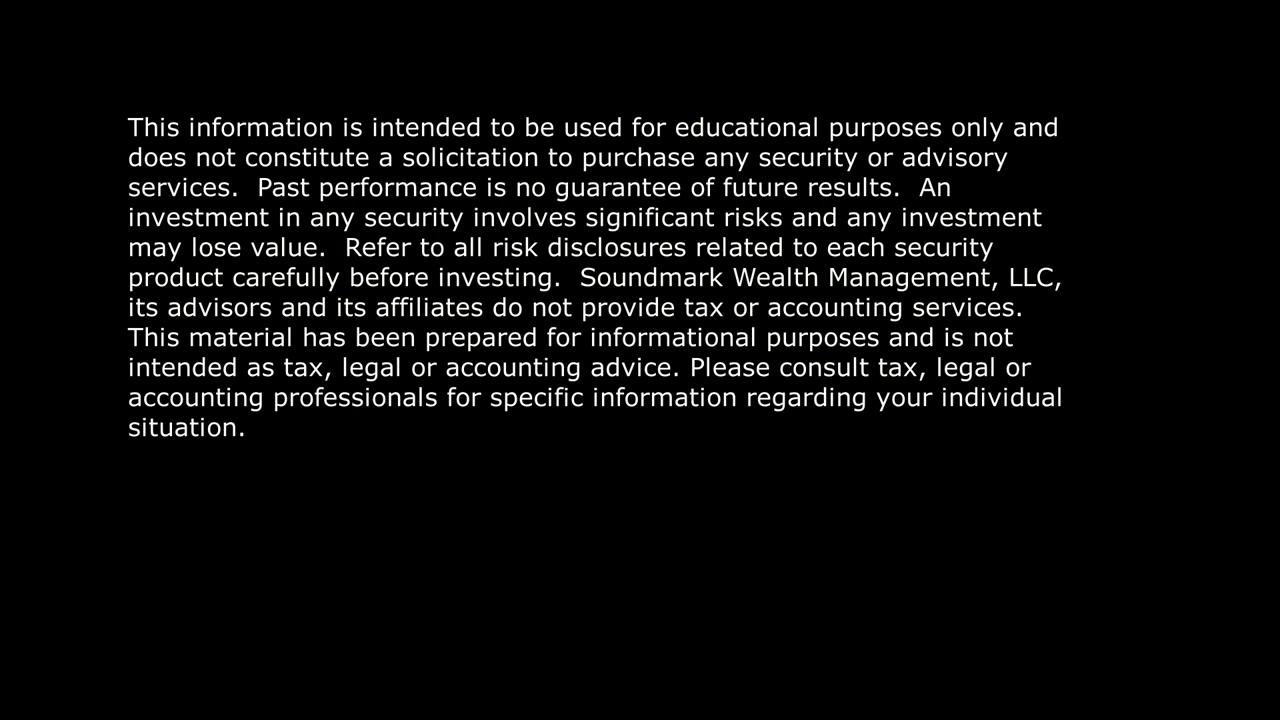 This information is intended to be used for educational purposes only and
does not constitute a solicitation to purchase any security or advisory
services.  Past performance is no guarantee of future results.  An
investment in any security involves significant risks and any investment
may lose value.  Refer to all risk disclosures related to each security
product carefully before investing.  Soundmark Wealth Management, LLC,
its advisors and its affiliates do not provide tax or accounting services.
This material has been prepared for informational purposes and is not
intended as tax, legal or accounting advice. Please consult tax, legal or
accounting professionals for specific information regarding your individual
situation.